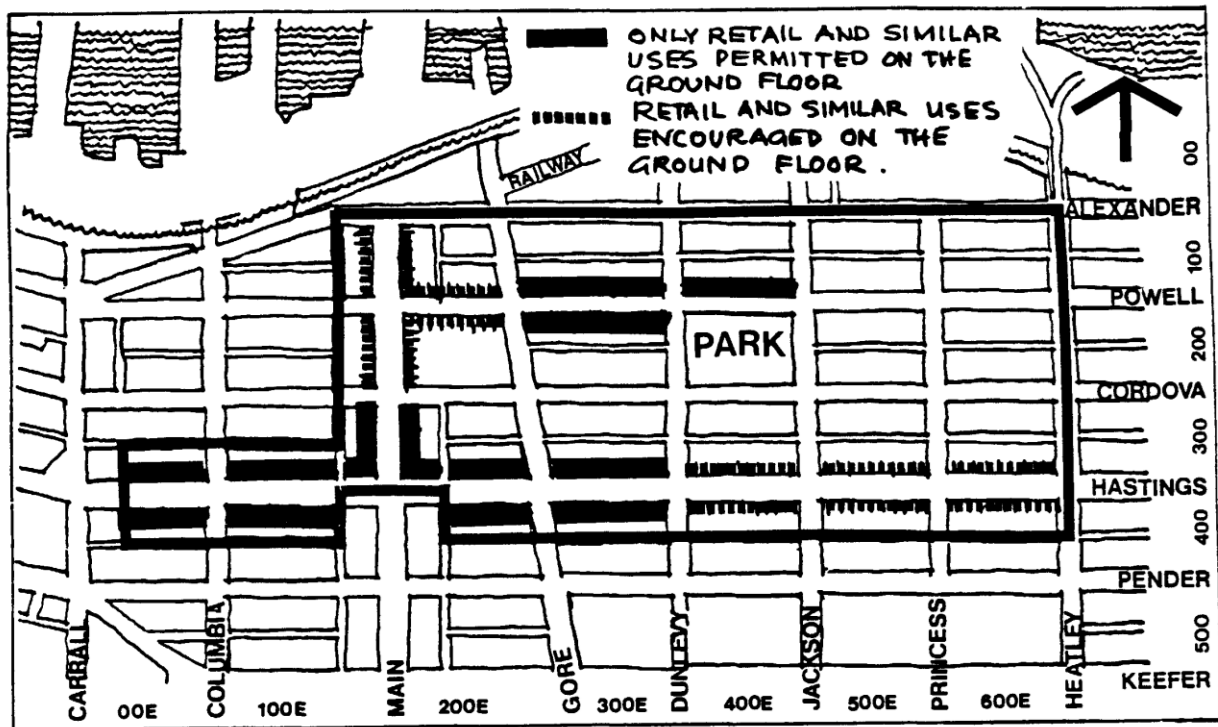 ONLY RETAIL AND SIMILAR
USES PERMITTED ON THE
GROUND FLOOR
RETAIL AND SIMILAR USES
ENCOURAGED ON THE
GROUND FLOOR.
RAILWAY
00
ALEXANDER
100
POWELL
PARK
200
CORDOVA
300
HASTINGS
400
PENDER
500
KEEFER
CARRALL
00E
COLUMBIA
100E
MAIN
200E
GORE
300E
DUNLEVY
400E
JACKSON
500E
PRINCESS
600E
HEATLEY